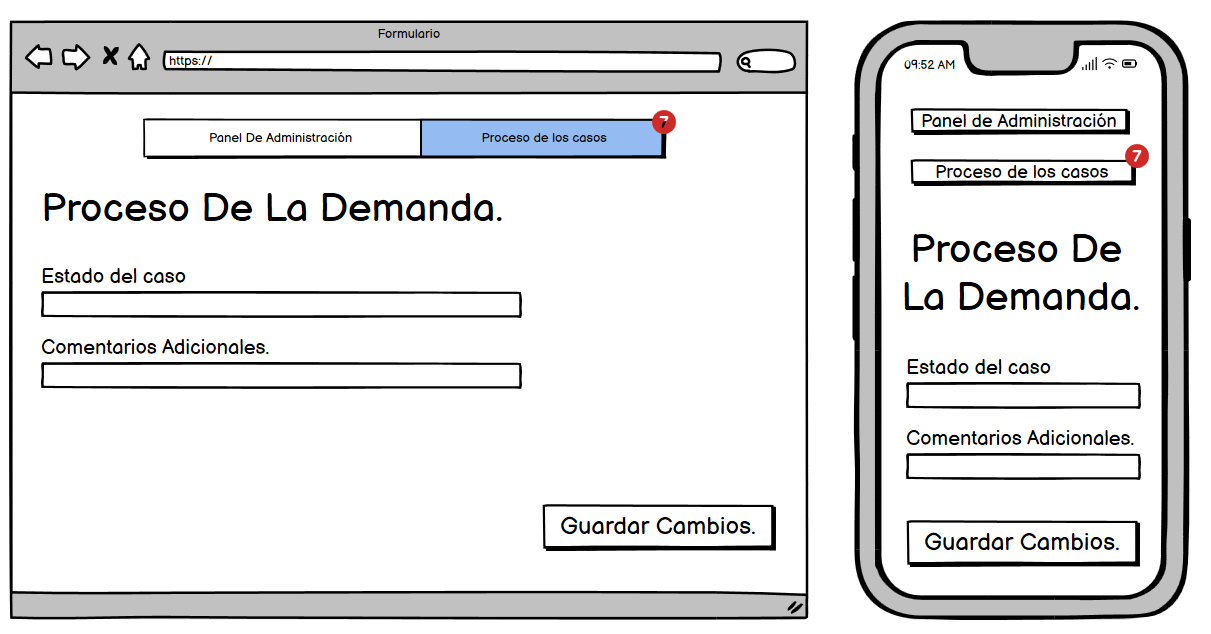 Formulario
https://
Panel De Administración
Proceso de los casos
7
Proceso De La Demanda.
Estado del caso
Comentarios Adicionales.
Guardar Cambios.
09:52 AM
Panel de Administración
7
Proceso de los casos
Proceso De
La Demanda.
Estado del caso
Comentarios Adicionales.
Guardar Cambios.